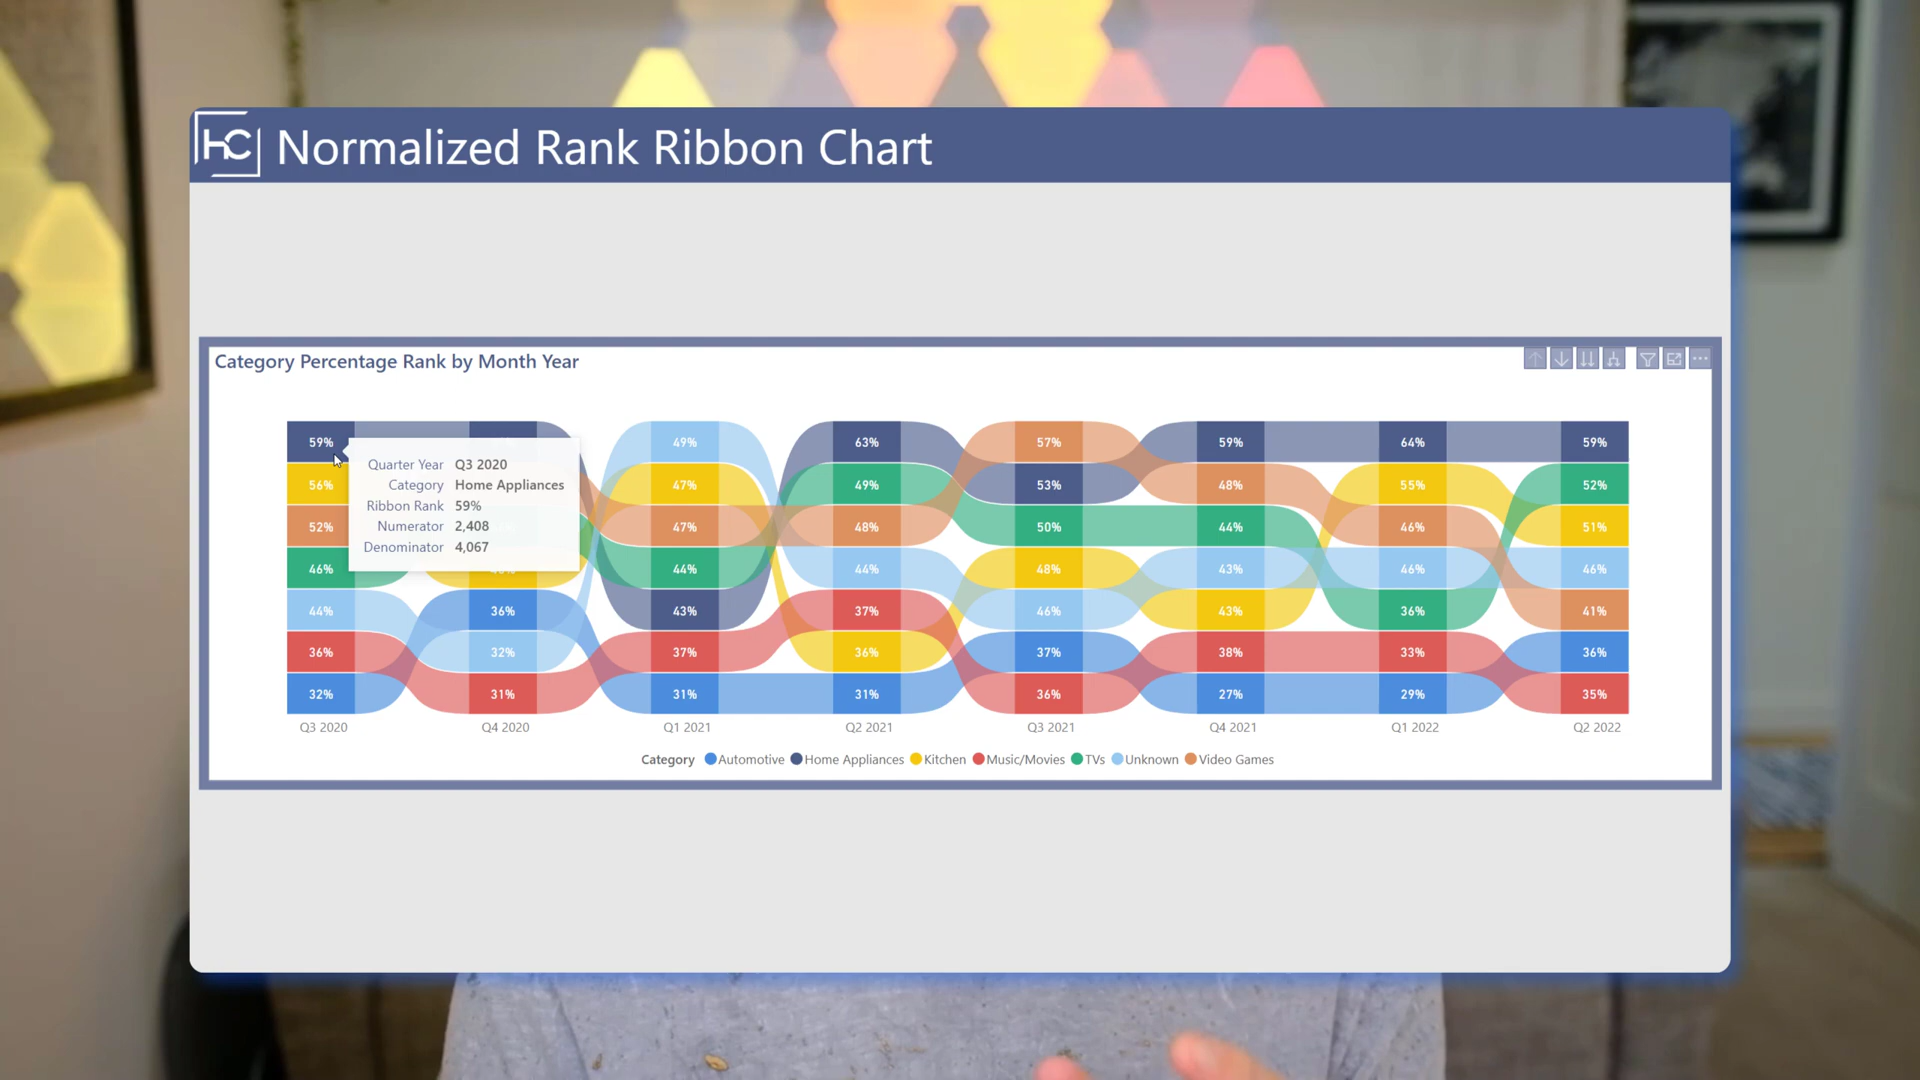 HC Normalized Rank Ribbon Chart
Category Percentage Rank by Month Year
59% 49% 63% 57% 59% 64% 59%
Quarter Year Q3 2020
Category Home Appliances
Ribbon Rank 59%
Numerator 2,408
Denominator 4,067
56% 47% 49% 53% 48% 55% 52%
52% 47% 48% 50% 44% 46% 51%
46% 44% 44% 48% 43% 46% 46%
44% 36% 43% 37% 46% 43% 36% 41%
36% 32% 37% 36% 37% 38% 33% 36%
32% 31% 31% 31% 36% 27% 29% 35%
Q3 2020 Q4 2020 Q1 2021 Q2 2021 Q3 2021 Q4 2021 Q1 2022 Q2 2022
Category Automotive Home Appliances Kitchen Music/Movies TVs Unknown Video Games